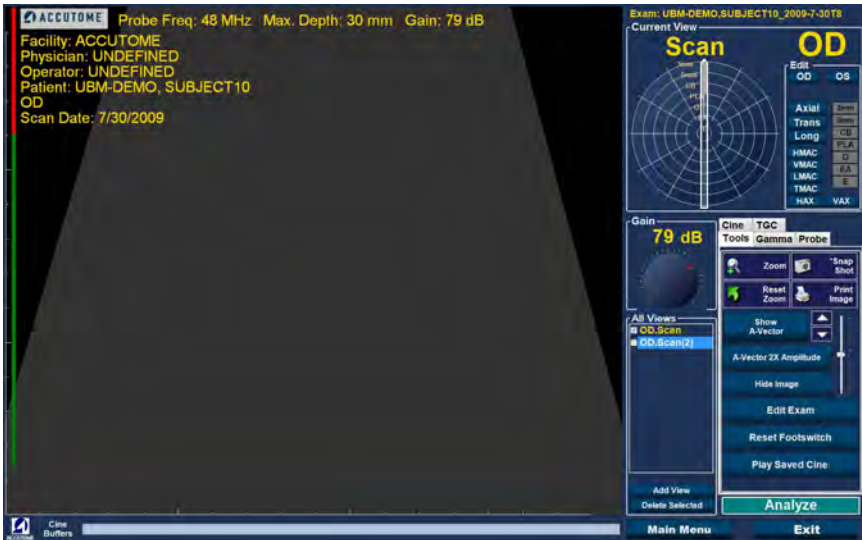 ACCUTOME Probe Freq: 48 MHz Max. Depth: 30 mm Gain: 79 dB
Facility: ACCUTOME
Physician: UNDEFINED
Operator: UNDEFINED
Patient: UBM-DEMO, SUBJECT10
OD
Scan Date: 7/30/2009
Exam: UBM-DEMO,SUBJECT10_2009-7-30T8
Current View
Scan OD
Edit
OD OS
Axial
Trans
Long CB
HMAC PLA
VMAC O
LMAC EA
TMAC E
HAX VAX
Gain
79 dB
Cine TGC
Tools Gamma Probe
Zoom "Snap Shot
Reset Zoom Print Image
All Views
OD.Scan
OD.Scan(2)
Show
A-Vector
A-Vector 2X Amplitude
Hide Image
Edit Exam
Reset Footswitch
Play Saved Cine
Add View
Delete Selected
Analyze
ACCUTOME Cine Buffers
Main Menu Exit